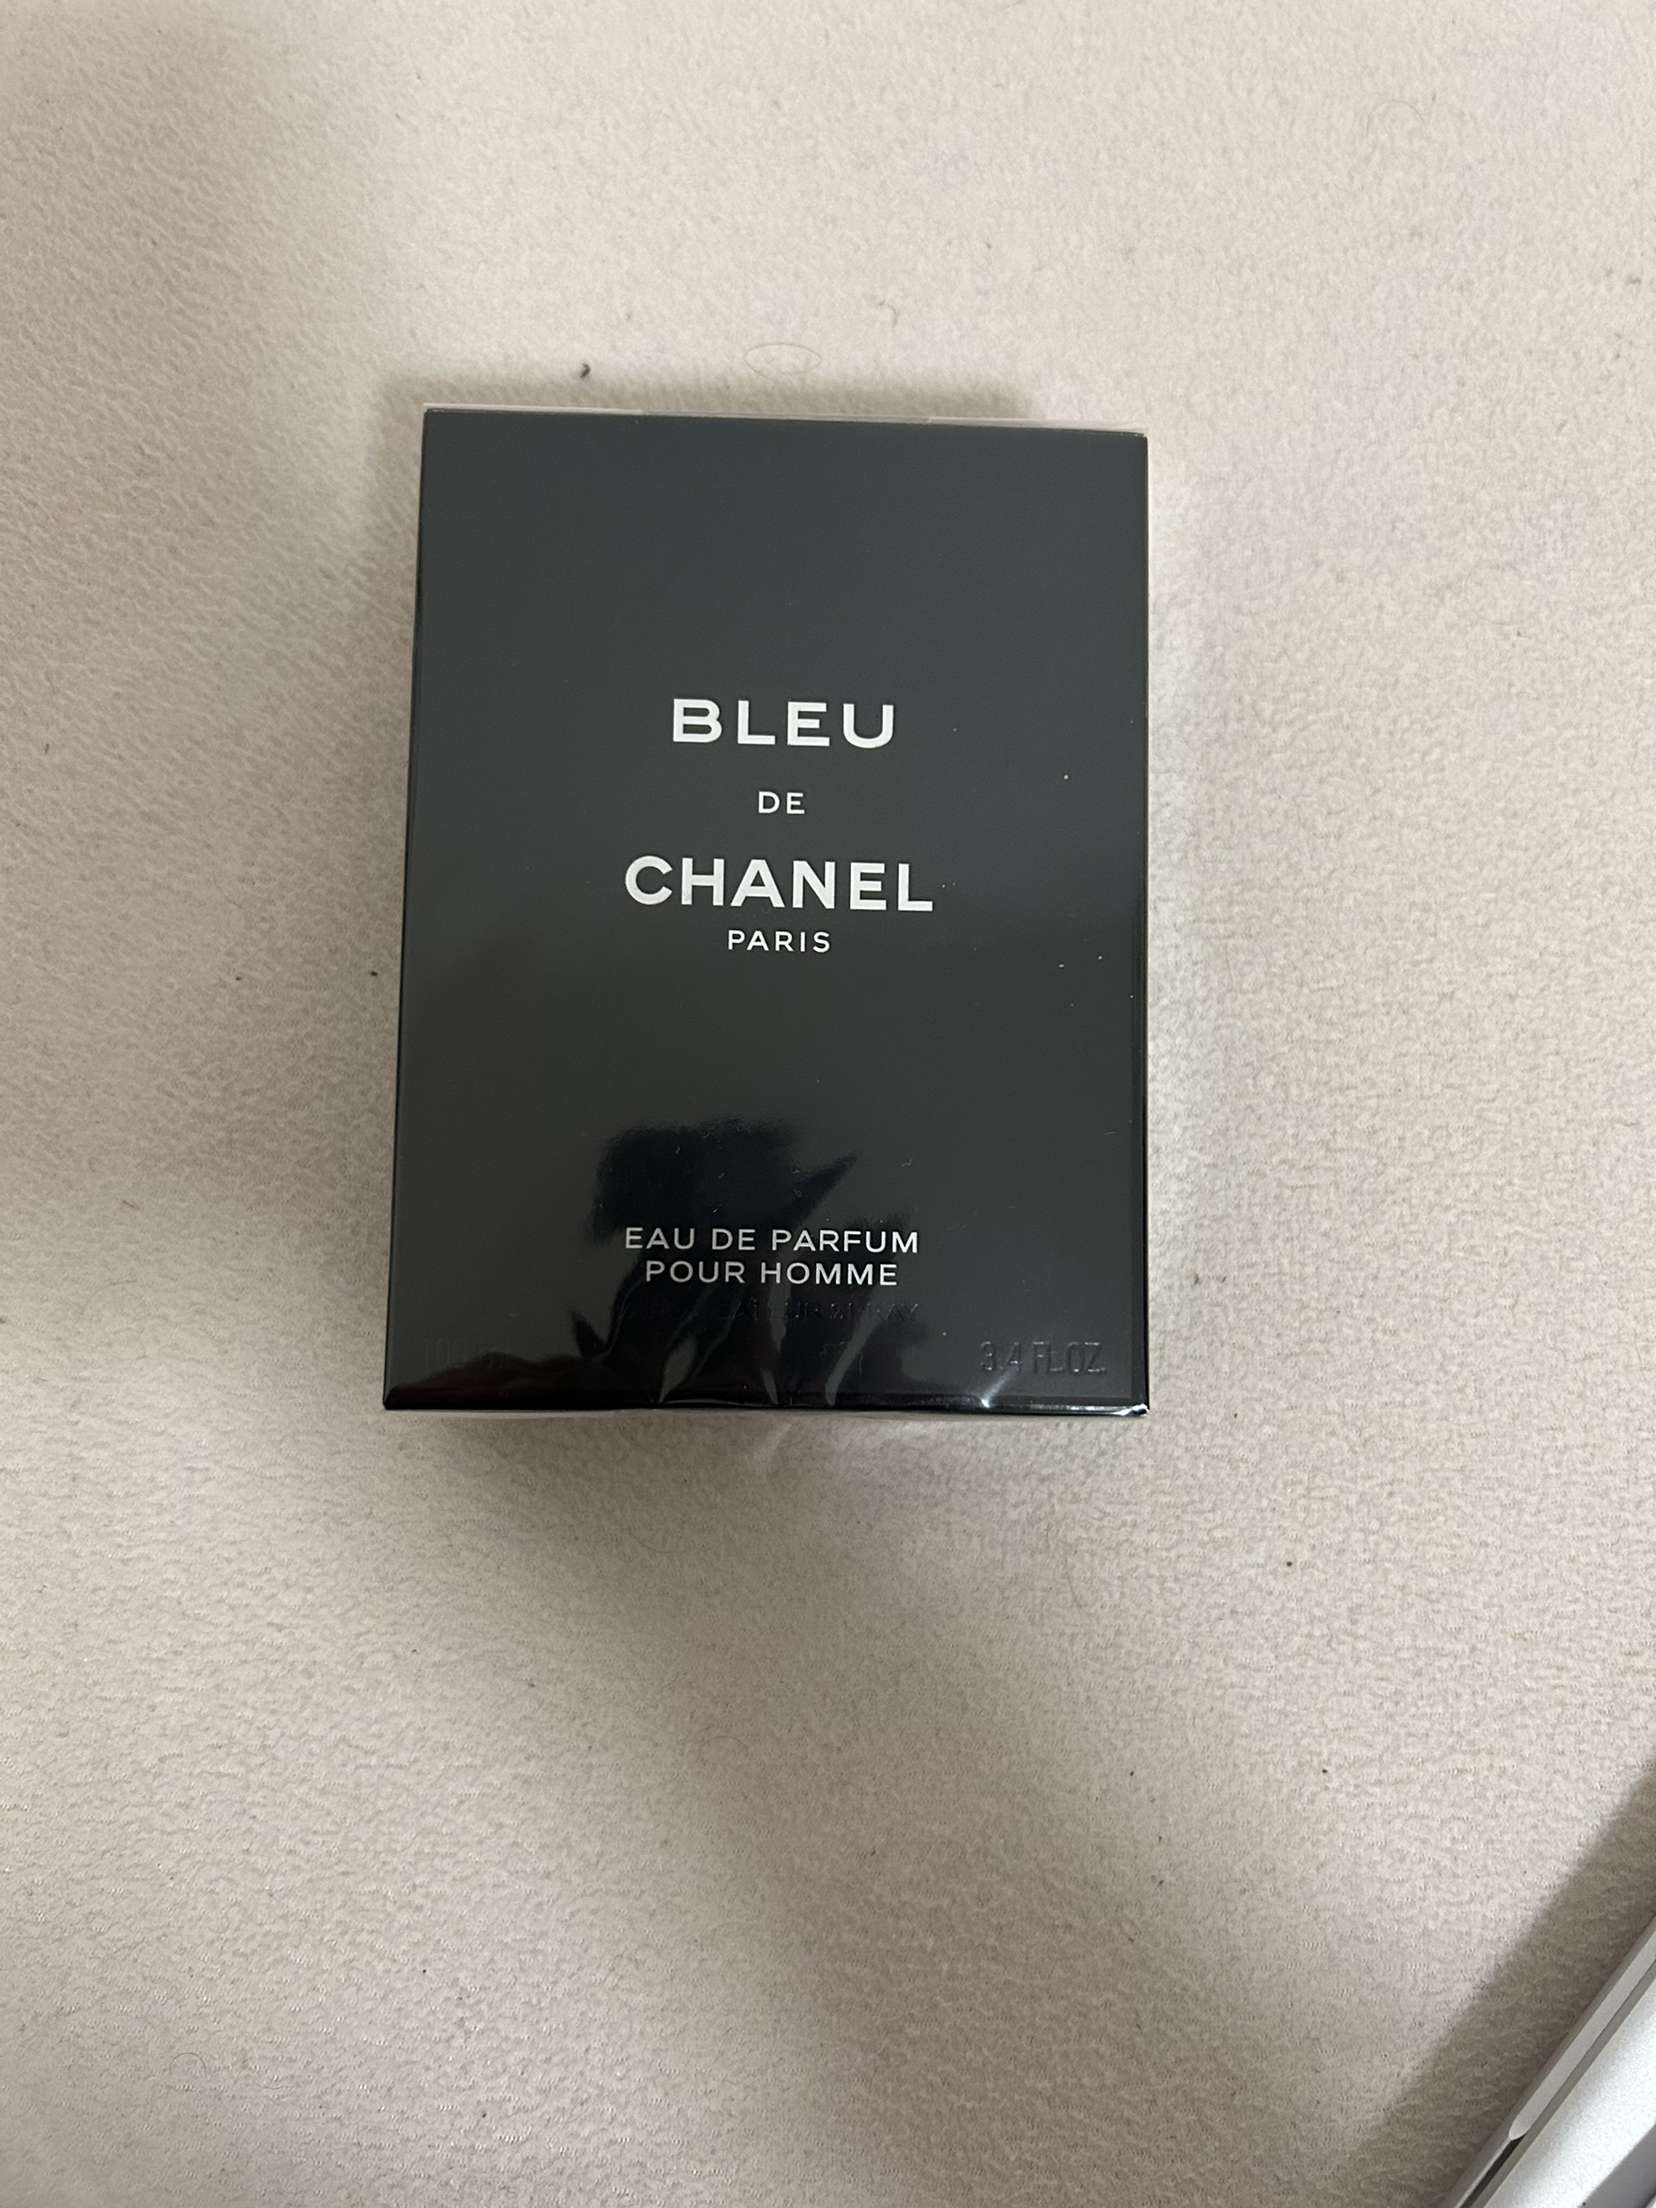 BLEU
DE
CHANEL
PARIS
EAU DE PARFUM
POUR HOMME
3.4 FL.OZ.